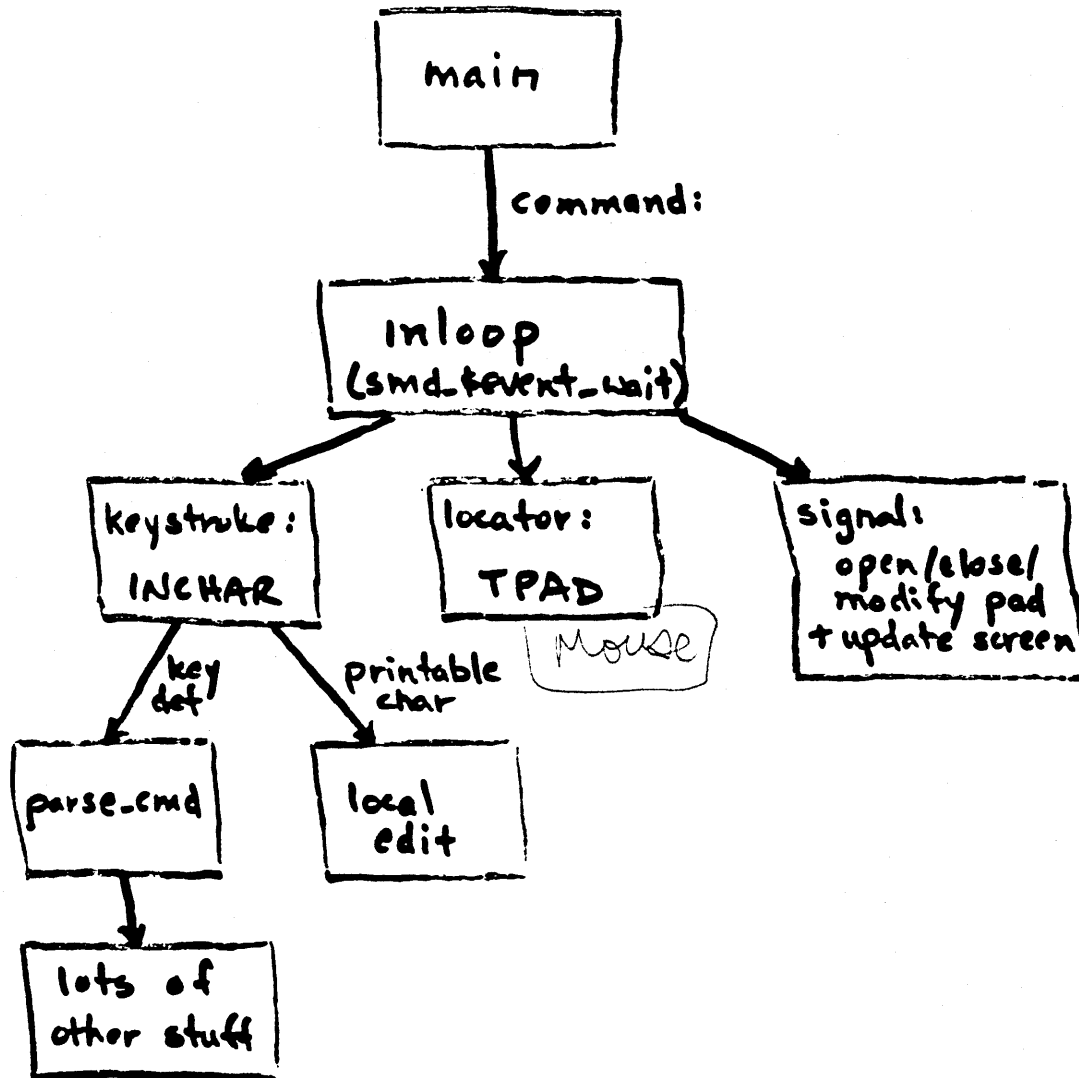 main
command:
inloop
(smd_$event_wait)
keystroke:
INCHAR
locator:
TPAD
signal:
open/close/
modify pad
+ update screen
Mouse
key
def
printable
char
parse_cmd
local
edit
lots of
other stuff